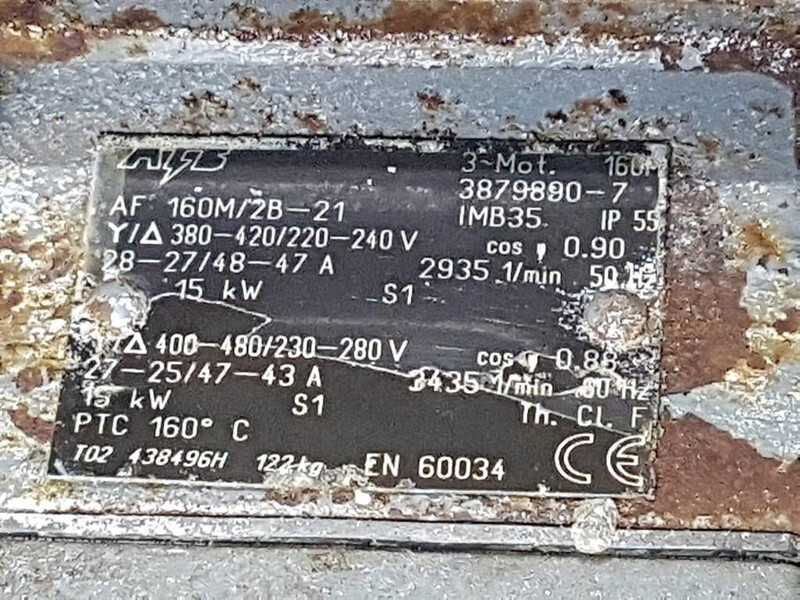 3~Mot. 160M
3879890-7
AF 160M/2B-21 IMB35 IP 55
Y/Δ 380-420/220-240 V cos φ 0.90
28-27/48-47 A 2935 1/min 50 Hz
15 kW S1
Y/Δ 400-480/230-280 V cos φ 0.88
27-25/47-43 A 3435 1/min 60 Hz
15 kW S1 Th. CL. F
PTC 160° C
T02 438496H 122kg EN 60034 CE